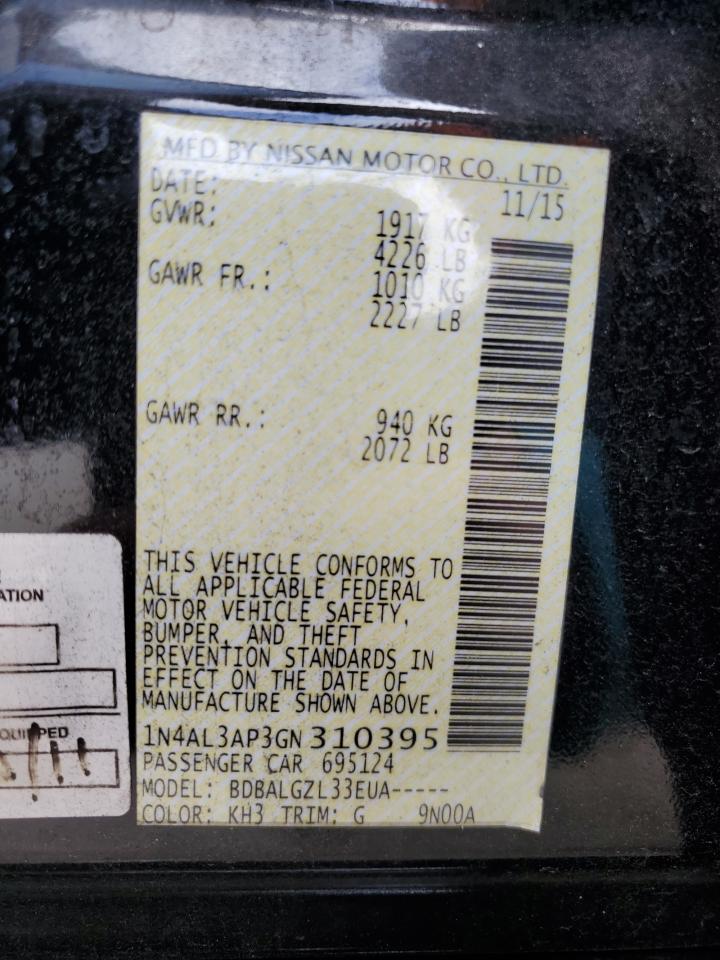 MFD BY NISSAN MOTOR CO., LTD.
DATE: 11/15
GVWR: 1917 KG
4226 LB
GAWR FR.: 1010 KG
2227 LB
GAWR RR.: 940 KG
2072 LB
THIS VEHICLE CONFORMS TO
ALL APPLICABLE FEDERAL
MOTOR VEHICLE SAFETY,
BUMPER, AND THEFT
PREVENTION STANDARDS IN
EFFECT ON THE DATE OF
MANUFACTURE SHOWN ABOVE.
1N4AL3AP3GN310395
PASSENGER CAR 695124
MODEL: BDBALGZL33EUA-----
COLOR: KH3 TRIM: G 9N00A
ATION